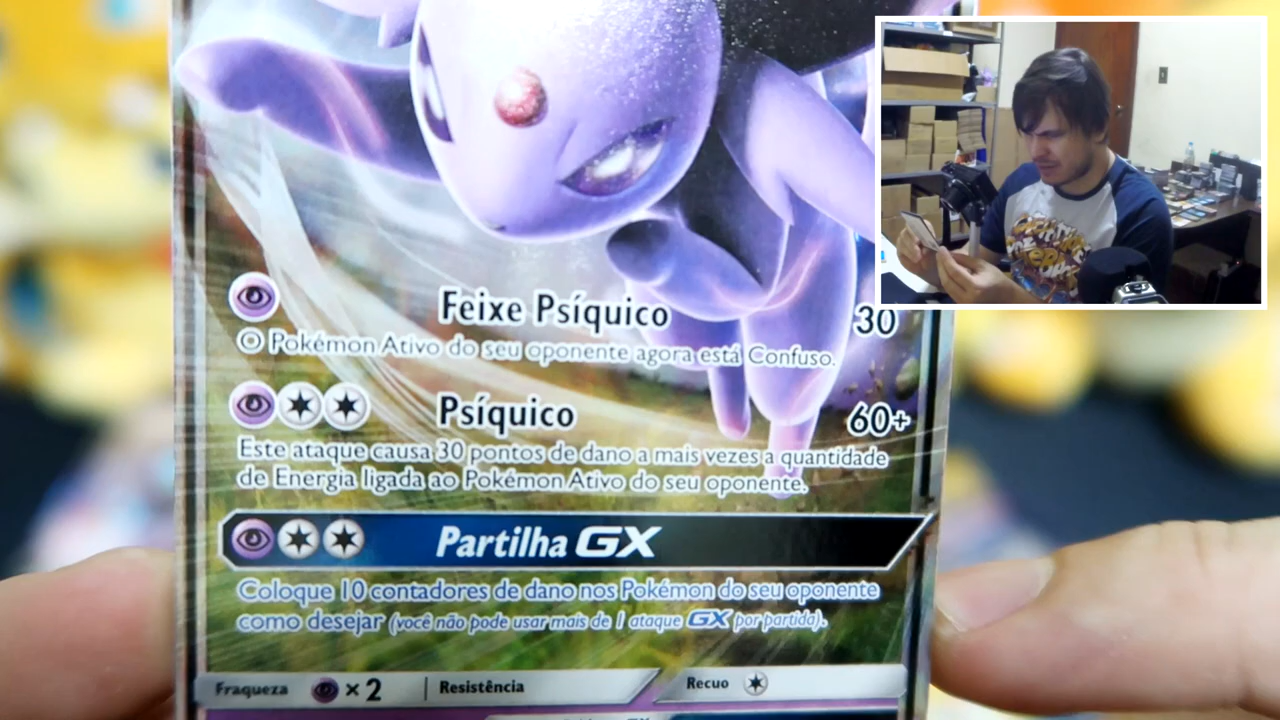 Feixe Psíquico 30
O Pokémon Ativo do seu oponente agora está Confuso.
Psíquico 60+
Este ataque causa 30 pontos de dano a mais vezes a quantidade
de Energia ligada ao Pokémon Ativo do seu oponente.
Partilha GX
Coloque 10 contadores de dano nos Pokémon do seu oponente
como desejar (você não pode usar mais de 1 ataque GX por partida).
Fraqueza ×2 Resistência Recuo